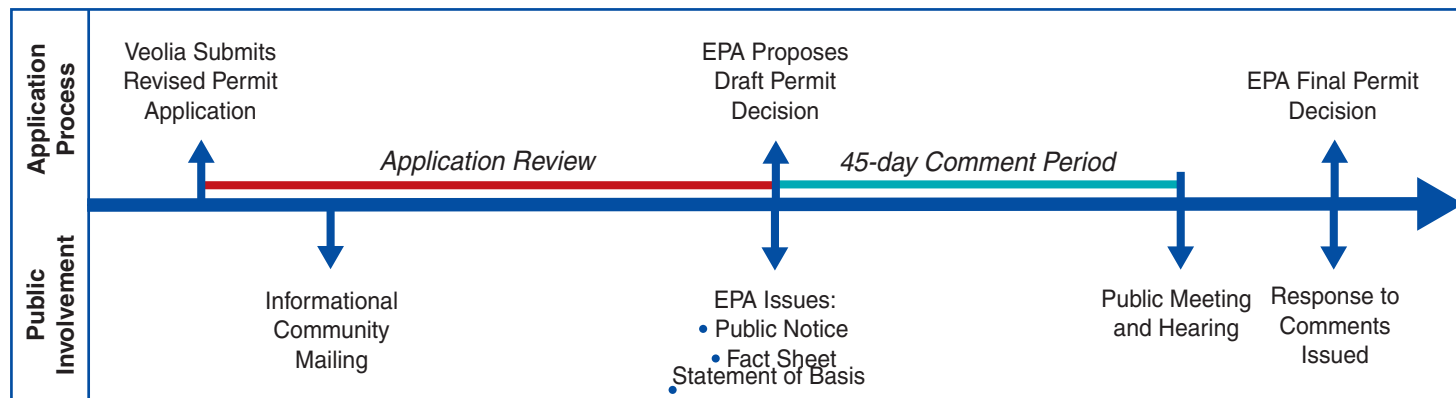 Application
Process
Veolia Submits
Revised Permit
Application
EPA Proposes
Draft Permit
Decision
EPA Final Permit
Decision
Application Review
45-day Comment Period
Public
Involvement
Informational
Community
Mailing
EPA Issues:
• Public Notice
• Fact Sheet
• Statement of Basis
Public Meeting
and Hearing
Response to
Comments
Issued